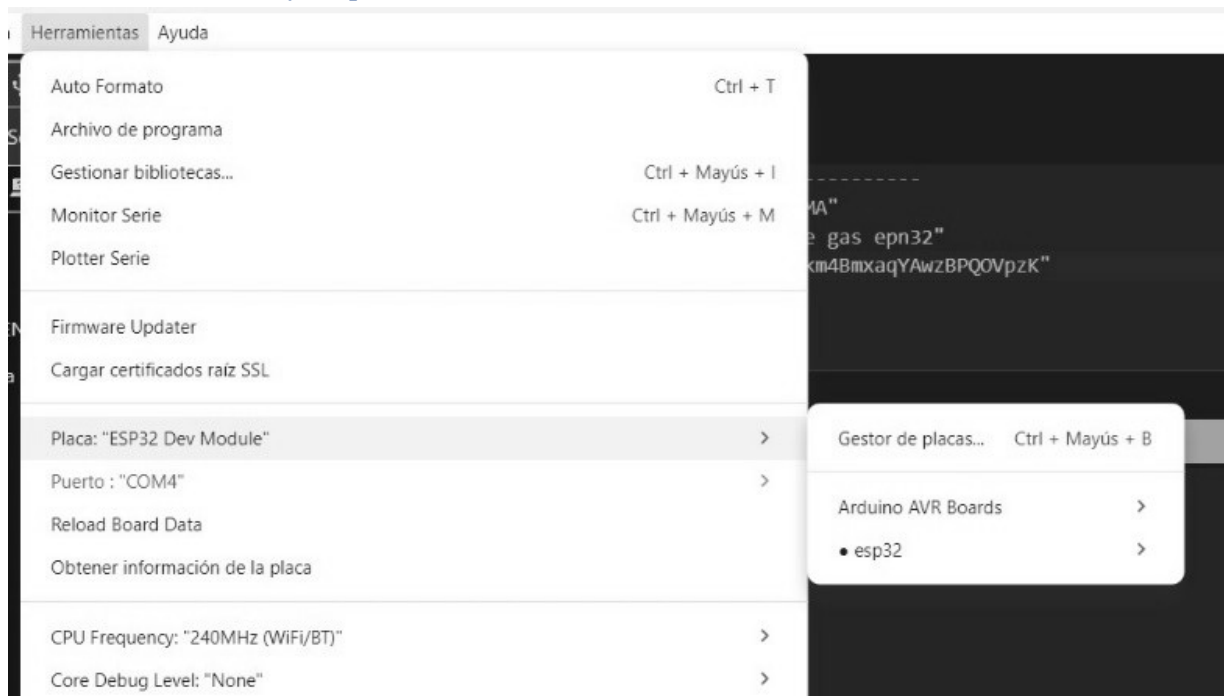 Herramientas Ayuda
Auto Formato Ctrl + T
Archivo de programa
Gestionar bibliotecas... Ctrl + Mayús + I
Monitor Serie Ctrl + Mayús + M
Plotter Serie
----------
MA"
e gas epn32"
km4BmxaqYAwzBPQOVpzK"
Firmware Updater
Cargar certificados raíz SSL
Placa: "ESP32 Dev Module" >
Gestor de placas... Ctrl + Mayús + B
Puerto : "COM4" >
Arduino AVR Boards >
Reload Board Data
● esp32 >
Obtener información de la placa
CPU Frequency: "240MHz (WiFi/BT)" >
Core Debug Level: "None" >